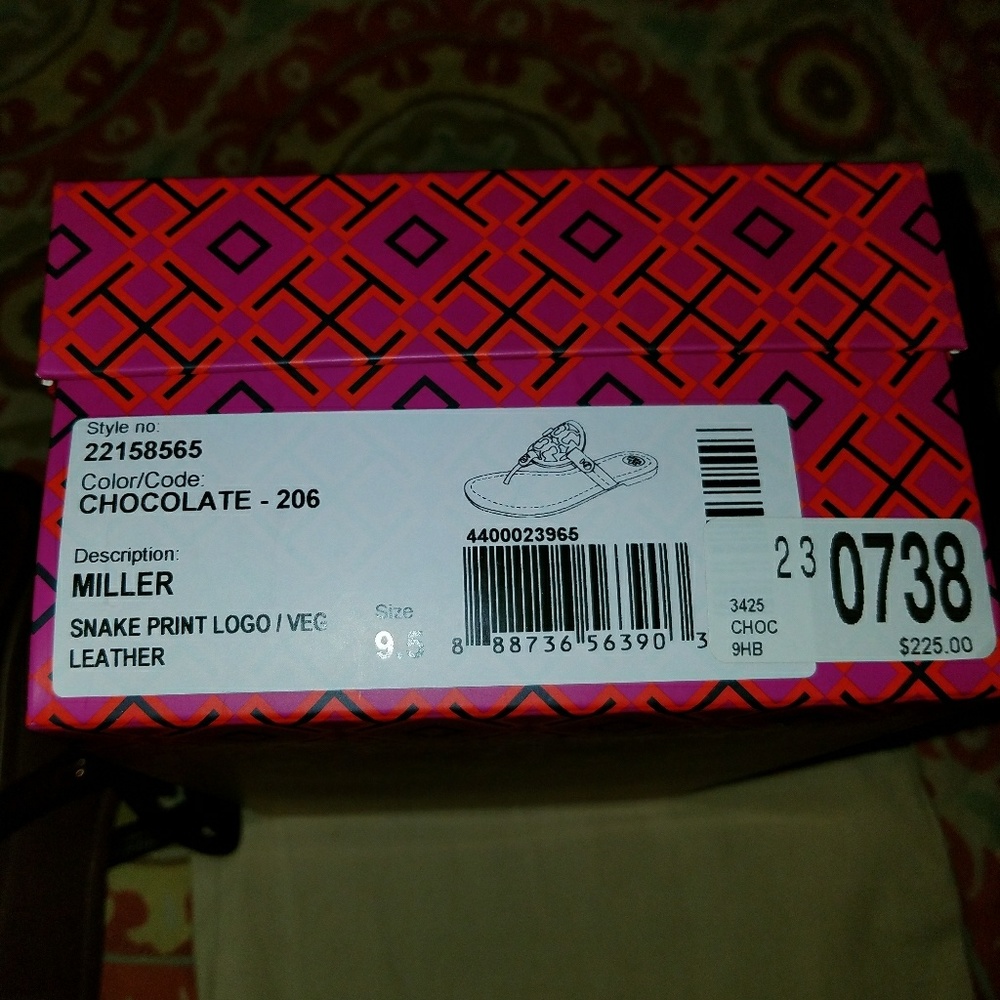 Style no:
22158565
Color/Code:
CHOCOLATE - 206
Description:
MILLER
SNAKE PRINT LOGO / VEG
LEATHER
Size
9.5
4400023965
8 88736 56390 3
23 0738
3425
CHOC
9HB
$225.00